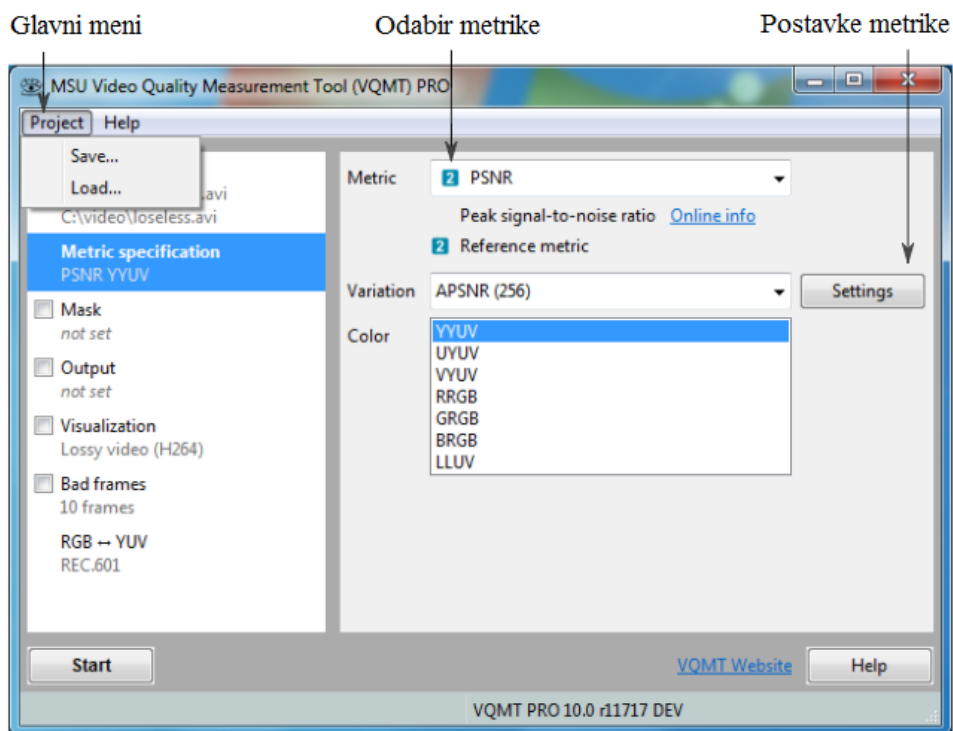 Glavni meni
Odabir metrike
Postavke metrike
MSU Video Quality Measurement Tool (VQMT) PRO
Project Help
Save...
Load...
.avi
C:\video\loseless.avi
Metric specification
PSNR YYUV
Mask
not set
Output
not set
Visualization
Lossy video (H264)
Bad frames
10 frames
RGB ↔ YUV
REC.601
Metric
2 PSNR
Peak signal-to-noise ratio Online info
2 Reference metric
Variation APSNR (256) Settings
Color
YYUV
UYUV
VYUV
RRGB
GRGB
BRGB
LLUV
Start
VQMT Website
Help
VQMT PRO 10.0 r11717 DEV